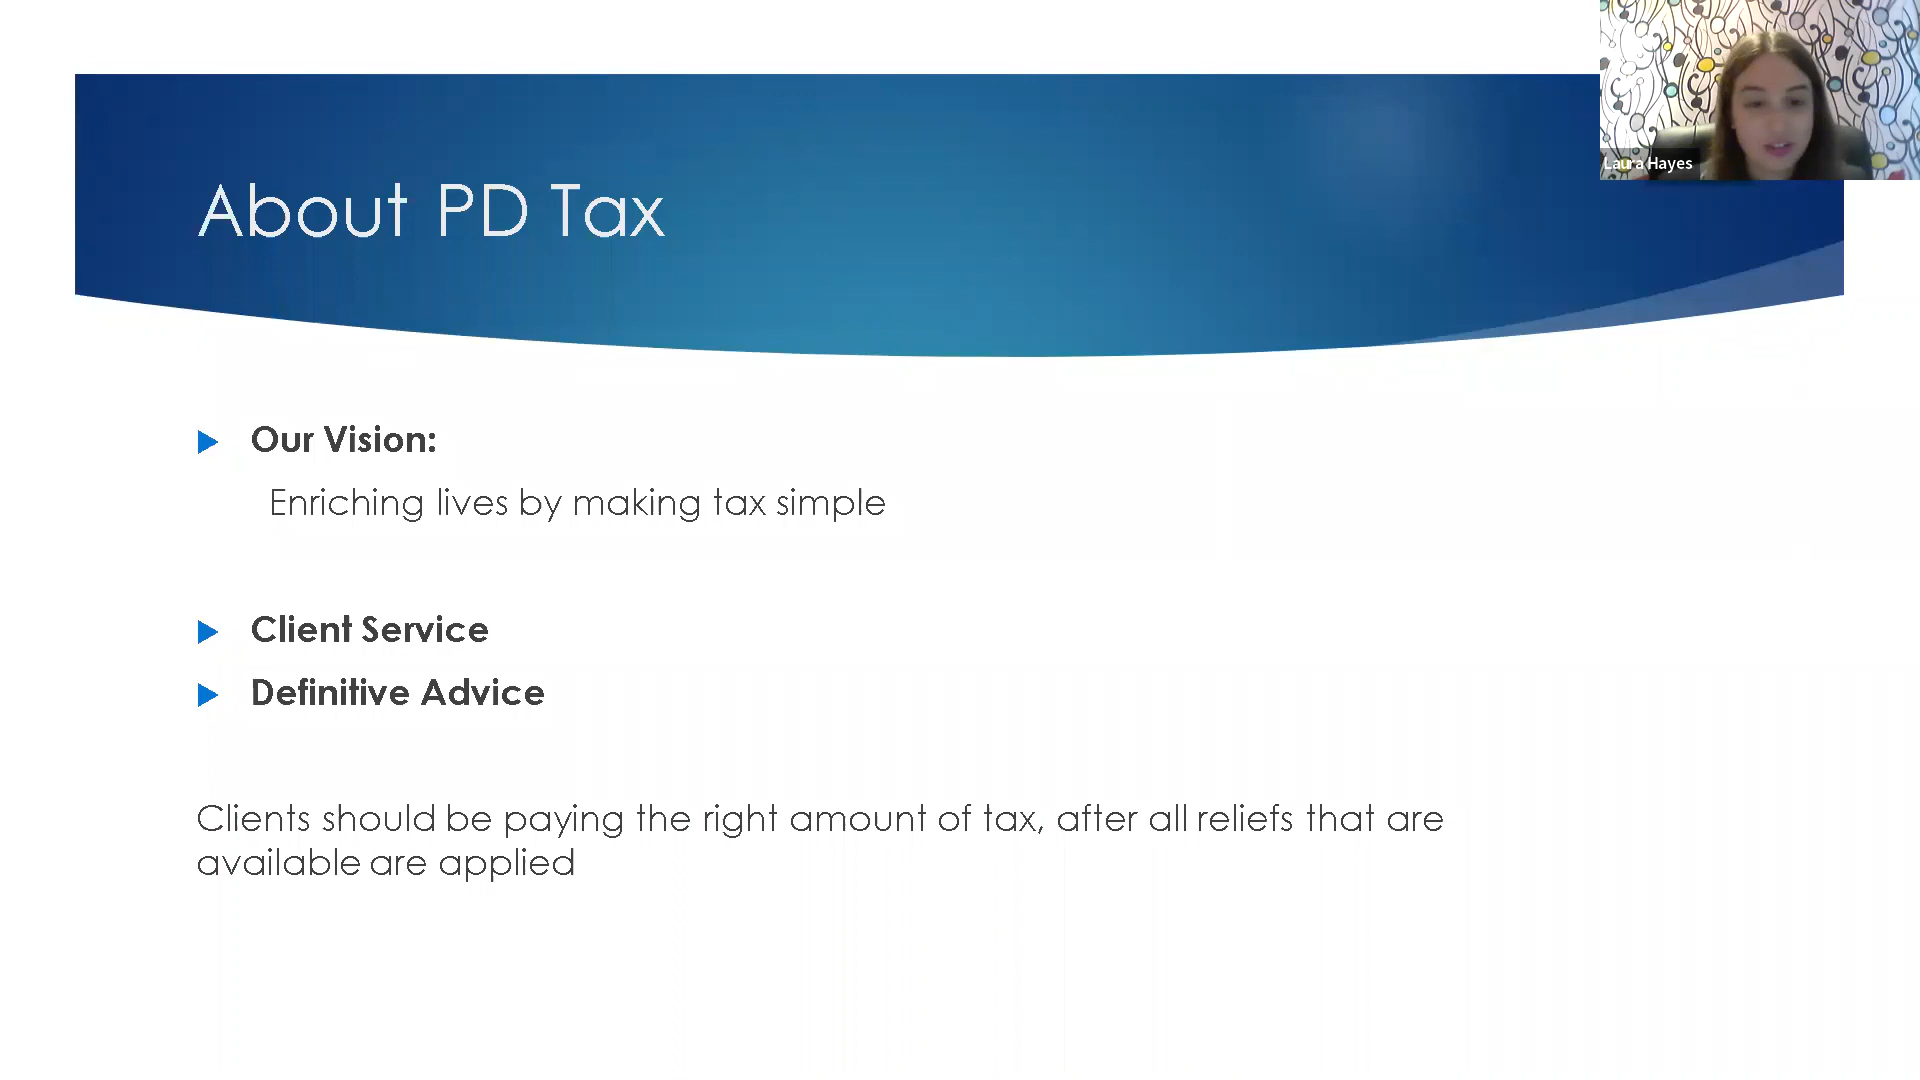 About PD Tax
Laura Hayes
Our Vision:
Enriching lives by making tax simple
Client Service
Definitive Advice
Clients should be paying the right amount of tax, after all reliefs that are
available are applied